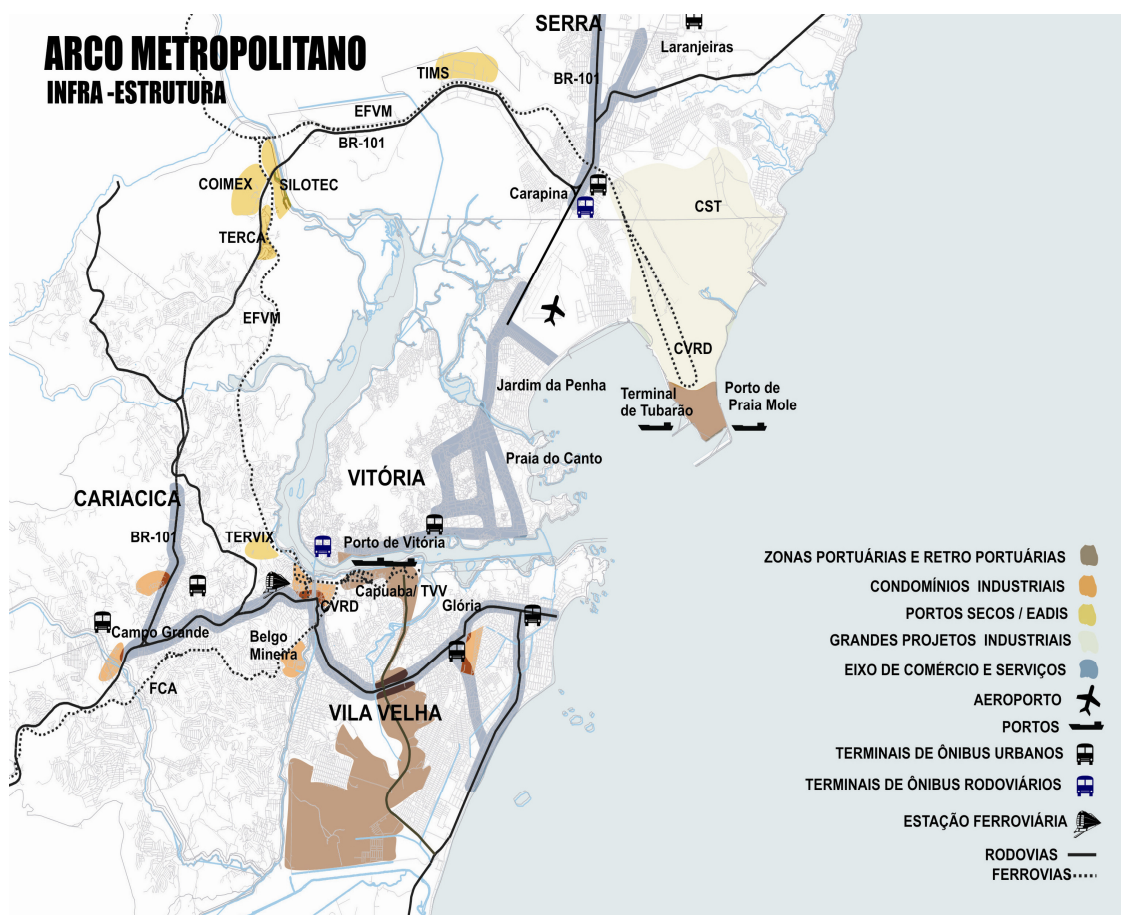 ARCO METROPOLITANO
INFRA -ESTRUTURA
SERRA
Laranjeiras
TIMS
BR-101
EFVM
BR-101
COIMEX
SILOTEC
Carapina
CST
TERCA
EFVM
CVRD
Jardim da Penha
Terminal
de Tubarão
Porto de
Praia Mole
Praia do Canto
VITÓRIA
CARIACICA
BR-101
TERVIX
Porto de Vitória
Capuaba/ TVV
CVRD
Glória
Campo Grande
Belgo
Mineira
FCA
VILA VELHA
ZONAS PORTUÁRIAS E RETRO PORTUÁRIAS
CONDOMÍNIOS INDUSTRIAIS
PORTOS SECOS / EADIS
GRANDES PROJETOS INDUSTRIAIS
EIXO DE COMÉRCIO E SERVIÇOS
AEROPORTO
PORTOS
TERMINAIS DE ÔNIBUS URBANOS
TERMINAIS DE ÔNIBUS RODOVIÁRIOS
ESTAÇÃO FERROVIÁRIA
RODOVIAS
FERROVIAS